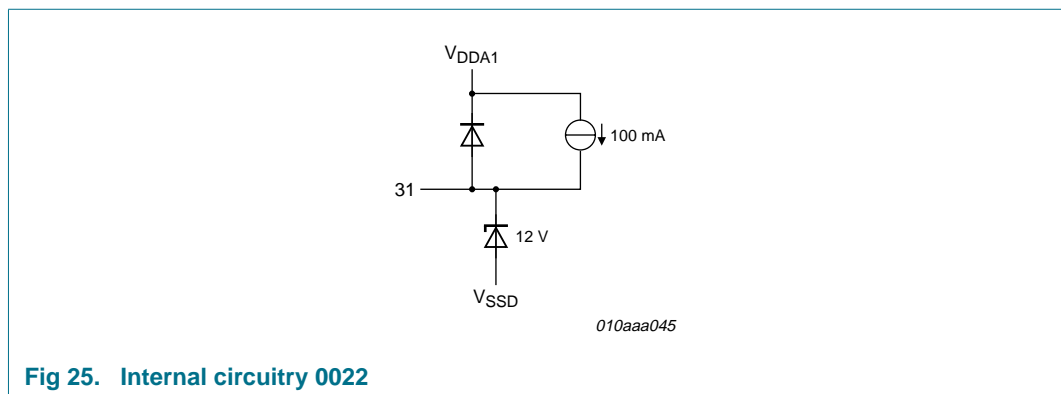 VDDA1
100 mA
31
12 V
VSSD
010aaa045
Fig 25. Internal circuitry 0022